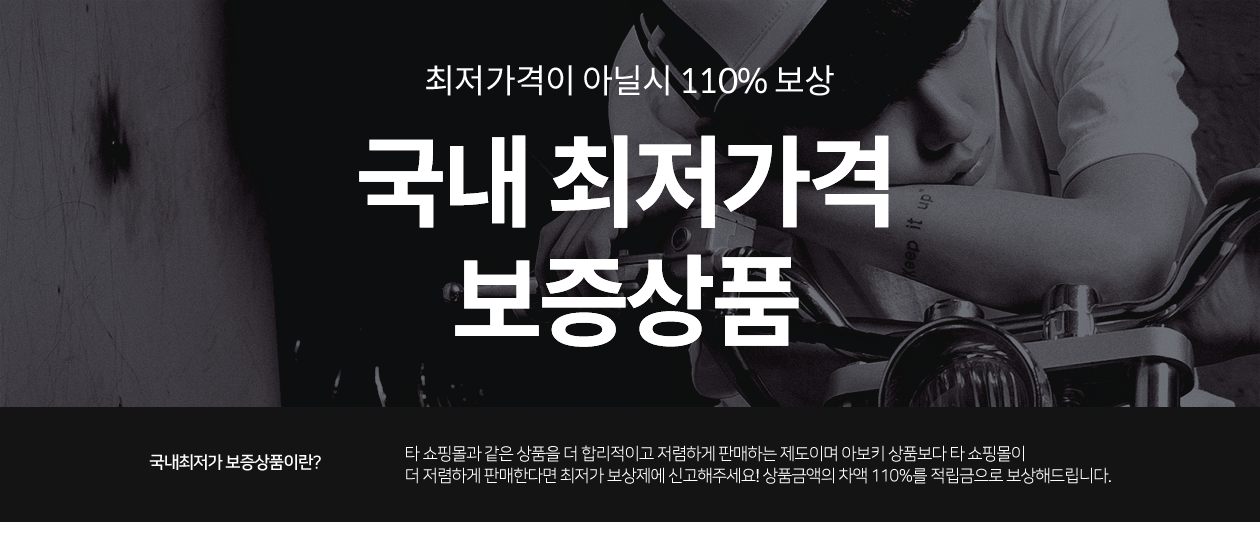 최저가격이 아닐시 110% 보상
국내 최저가격
보증상품
keep it up"
국내최저가 보증상품이란?
타 쇼핑몰과 같은 상품을 더 합리적이고 저렴하게 판매하는 제도이며 아보키 상품보다 타 쇼핑몰이
더 저렴하게 판매한다면 최저가 보상제에 신고해주세요! 상품금액의 차액 110%를 적립금으로 보상해드립니다.